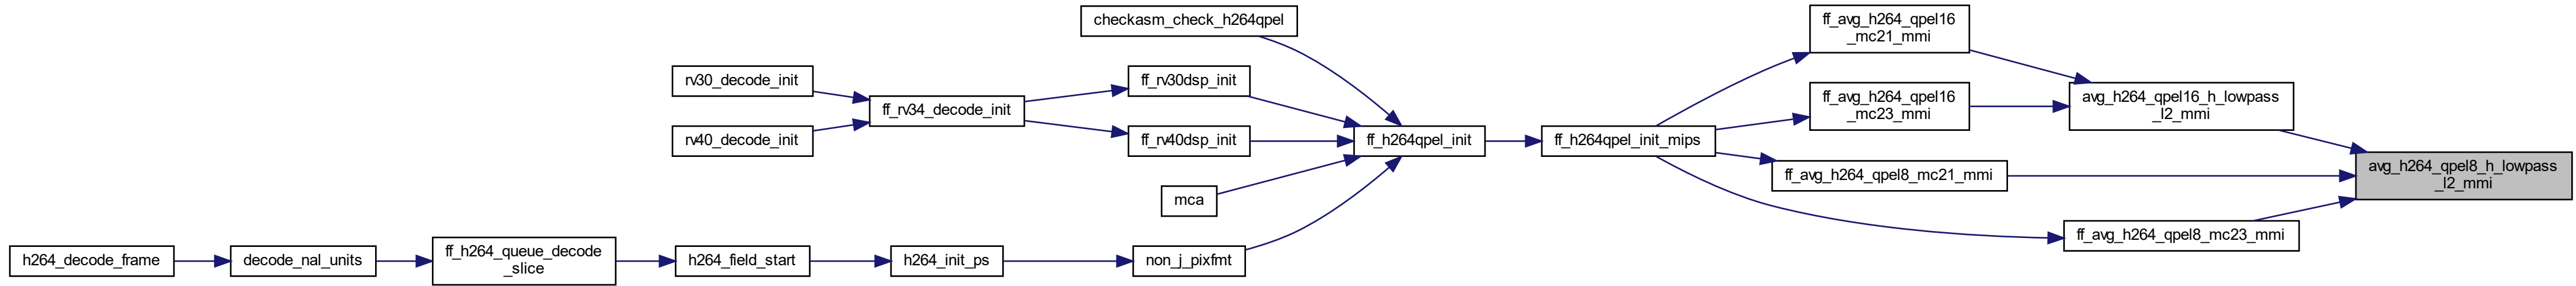 checkasm_check_h264qpel
ff_avg_h264_qpel16
_mc21_mmi
rv30_decode_init
ff_rv30dsp_init
ff_rv34_decode_init
ff_avg_h264_qpel16
_mc23_mmi
avg_h264_qpel16_h_lowpass
_l2_mmi
rv40_decode_init
ff_rv40dsp_init
ff_h264qpel_init
ff_h264qpel_init_mips
ff_avg_h264_qpel8_mc21_mmi
avg_h264_qpel8_h_lowpass
_l2_mmi
mca
ff_avg_h264_qpel8_mc23_mmi
h264_decode_frame
decode_nal_units
ff_h264_queue_decode
_slice
h264_field_start
h264_init_ps
non_j_pixfmt